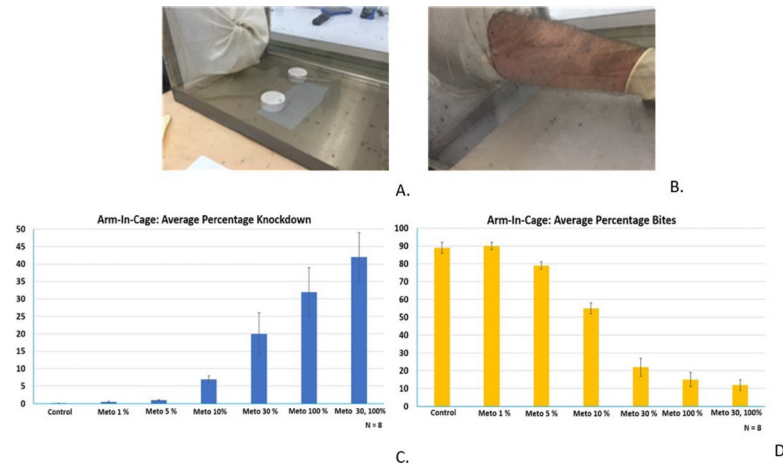 A.
B.
Arm-In-Cage: Average Percentage Knockdown
50
45
40
35
30
25
20
15
10
5
0
Control Meto 1 % Meto 5 % Meto 10% Meto 30 % Meto 100 % Meto 30, 100%
N = 8
C.
Arm-In-Cage: Average Percentage Bites
100
90
80
70
60
50
40
30
20
10
0
Control Meto 1 % Meto 5 % Meto 10 % Meto 30 % Meto 100 % Meto 30, 100%
N = 8
D